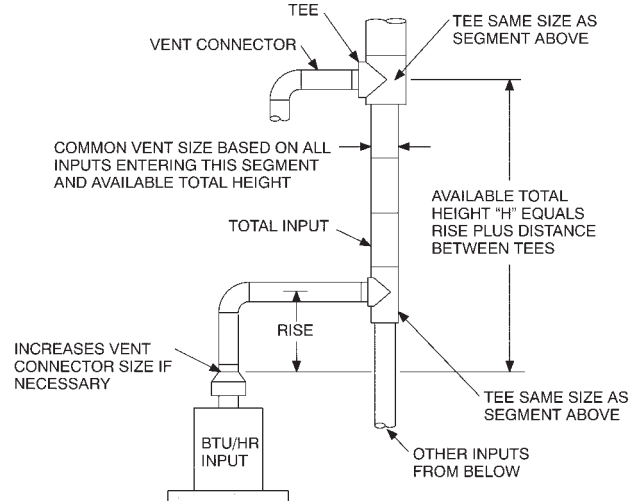 TEE
TEE SAME SIZE AS
SEGMENT ABOVE
VENT CONNECTOR
COMMON VENT SIZE BASED ON ALL
INPUTS ENTERING THIS SEGMENT
AND AVAILABLE TOTAL HEIGHT
AVAILABLE TOTAL
HEIGHT “H” EQUALS
RISE PLUS DISTANCE
BETWEEN TEES
TOTAL INPUT
RISE
INCREASES VENT
CONNECTOR SIZE IF
NECESSARY
TEE SAME SIZE AS
SEGMENT ABOVE
BTU/HR
INPUT
OTHER INPUTS
FROM BELOW